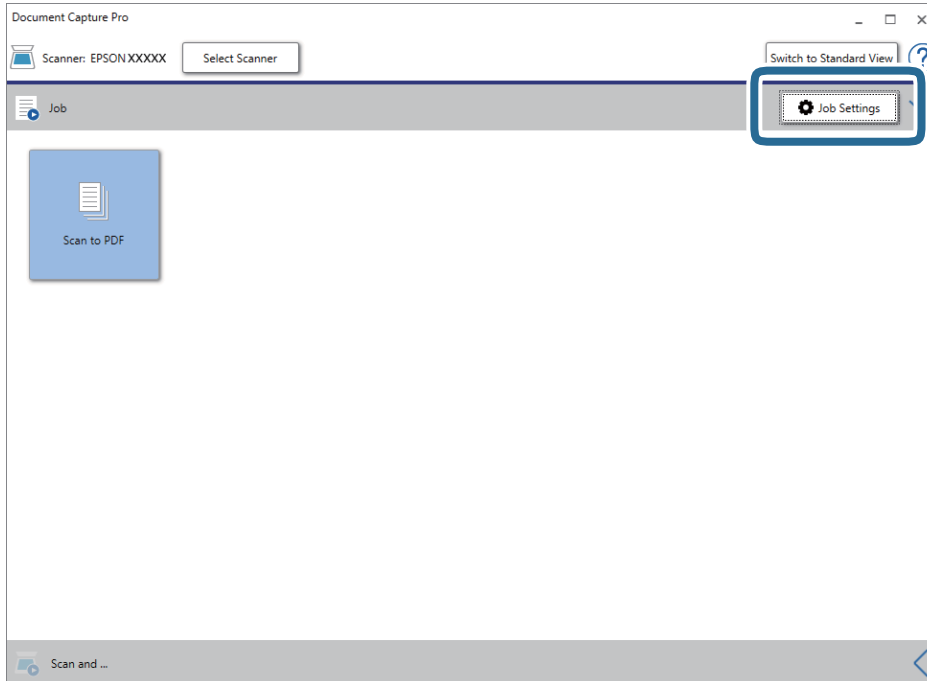 Document Capture Pro
Scanner: EPSON XXXXX Select Scanner Switch to Standard View ?
Job Job Settings
Scan to PDF
Scan and ...